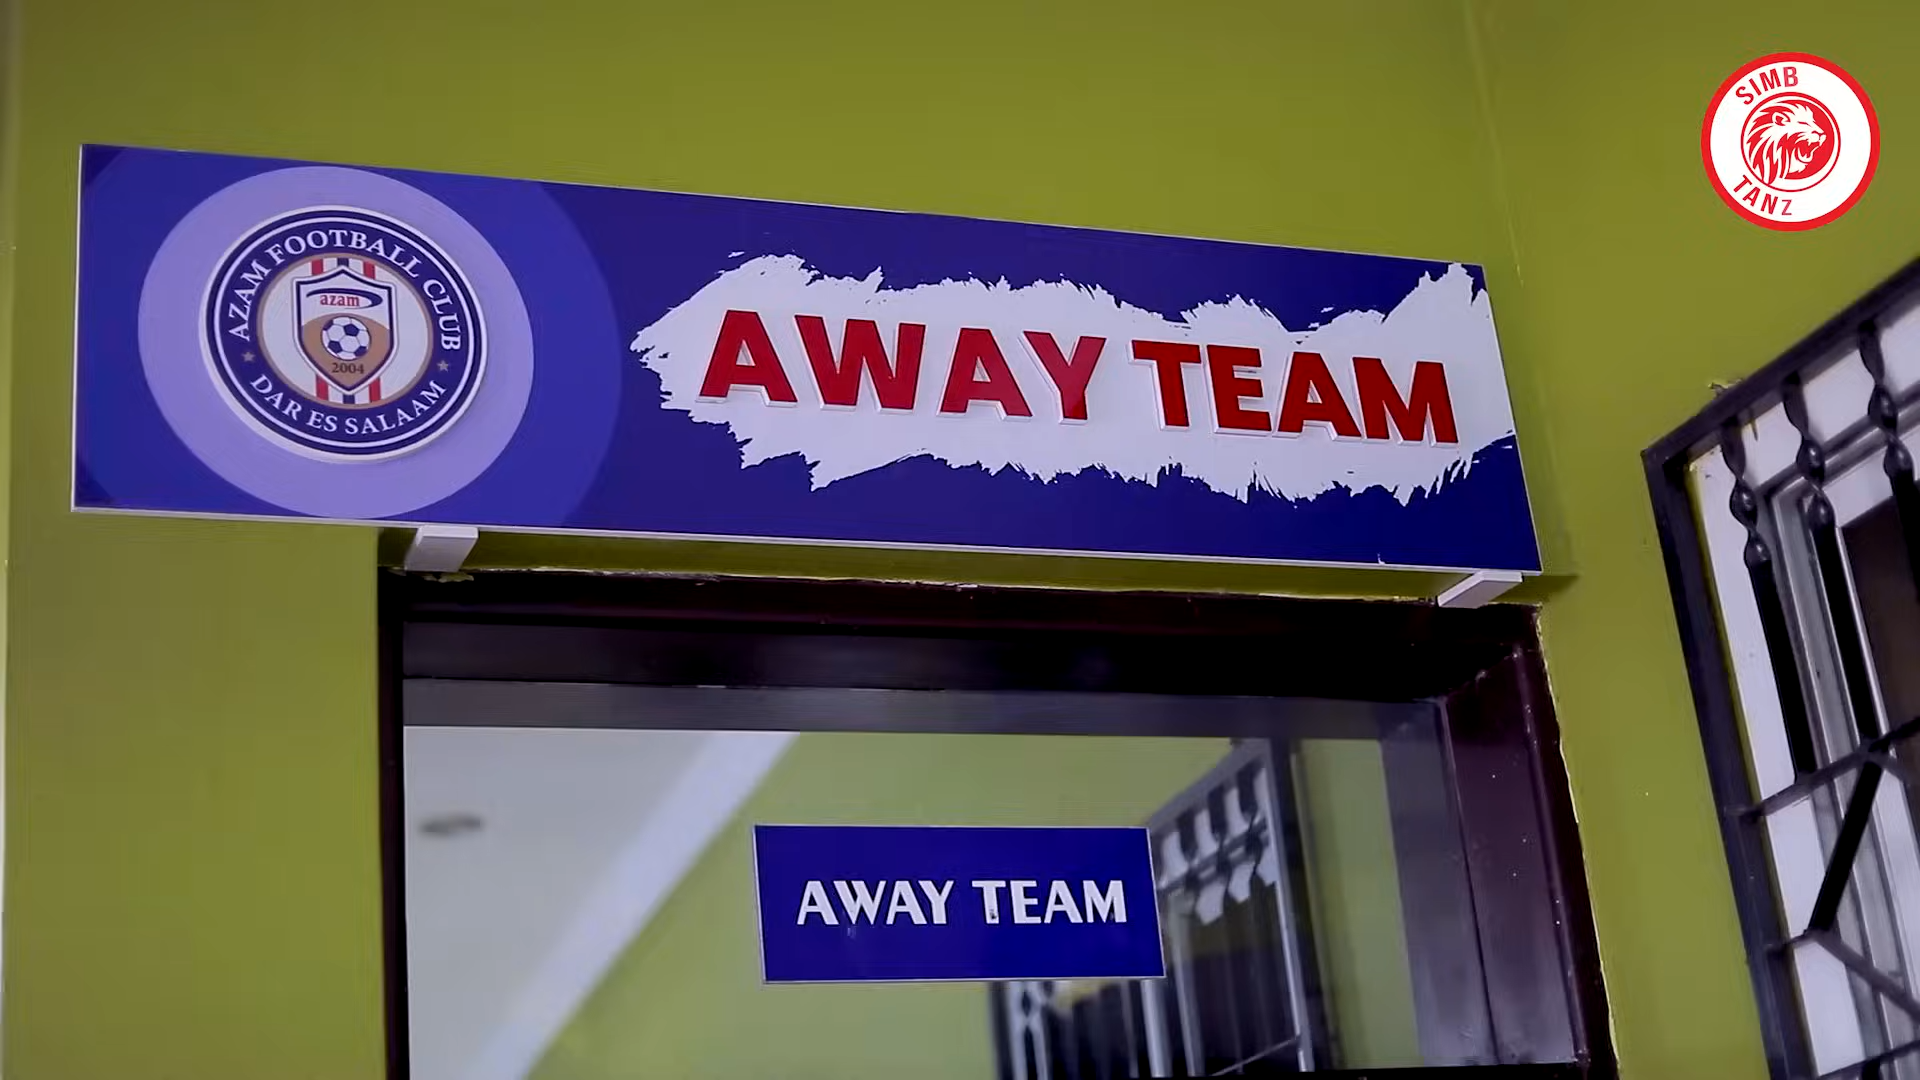 SIMB
TANZ
AZAM FOOTBALL CLUB
azam
2004
DAR ES SALAAM
AWAY TEAM
AWAY TEAM